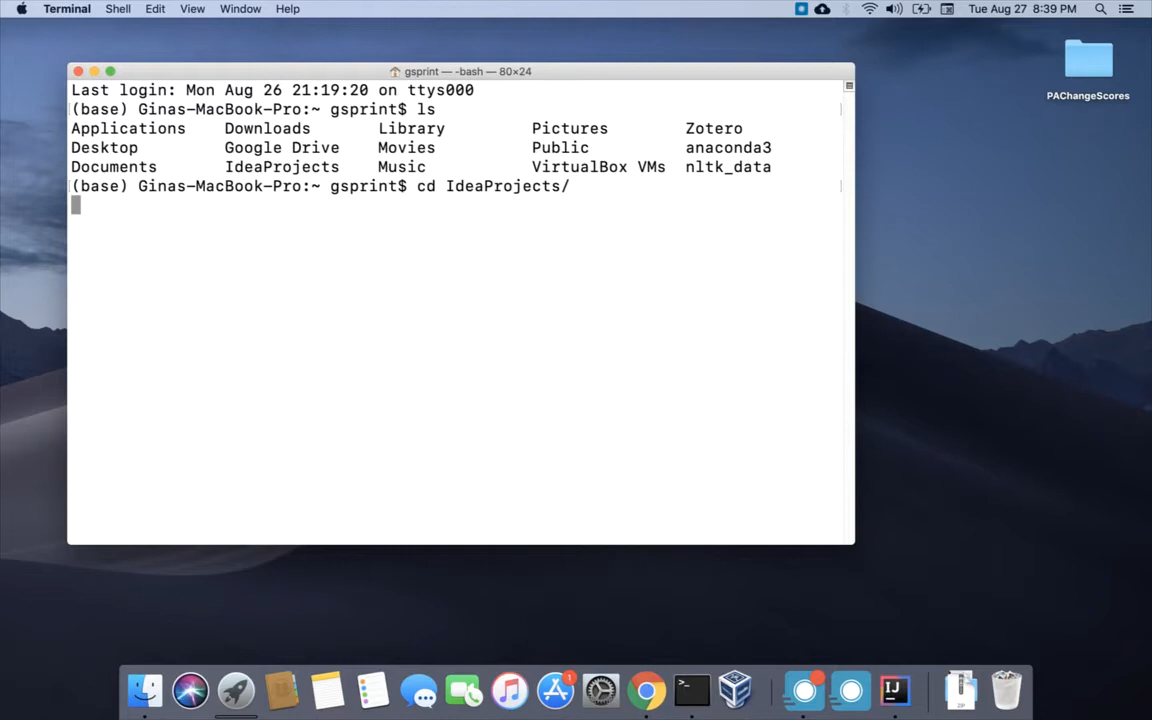 Terminal Shell Edit View Window Help Tue Aug 27 8:39 PM
PAChangeScores
gsprint — -bash — 80×24
Last login: Mon Aug 26 21:19:20 on ttys000
(base) Ginas-MacBook-Pro:~ gsprint$ ls
Applications Downloads Library Pictures Zotero
Desktop Google Drive Movies Public anaconda3
Documents IdeaProjects Music VirtualBox VMs nltk_data
(base) Ginas-MacBook-Pro:~ gsprint$ cd IdeaProjects/
1
>_
IJ
ZIP